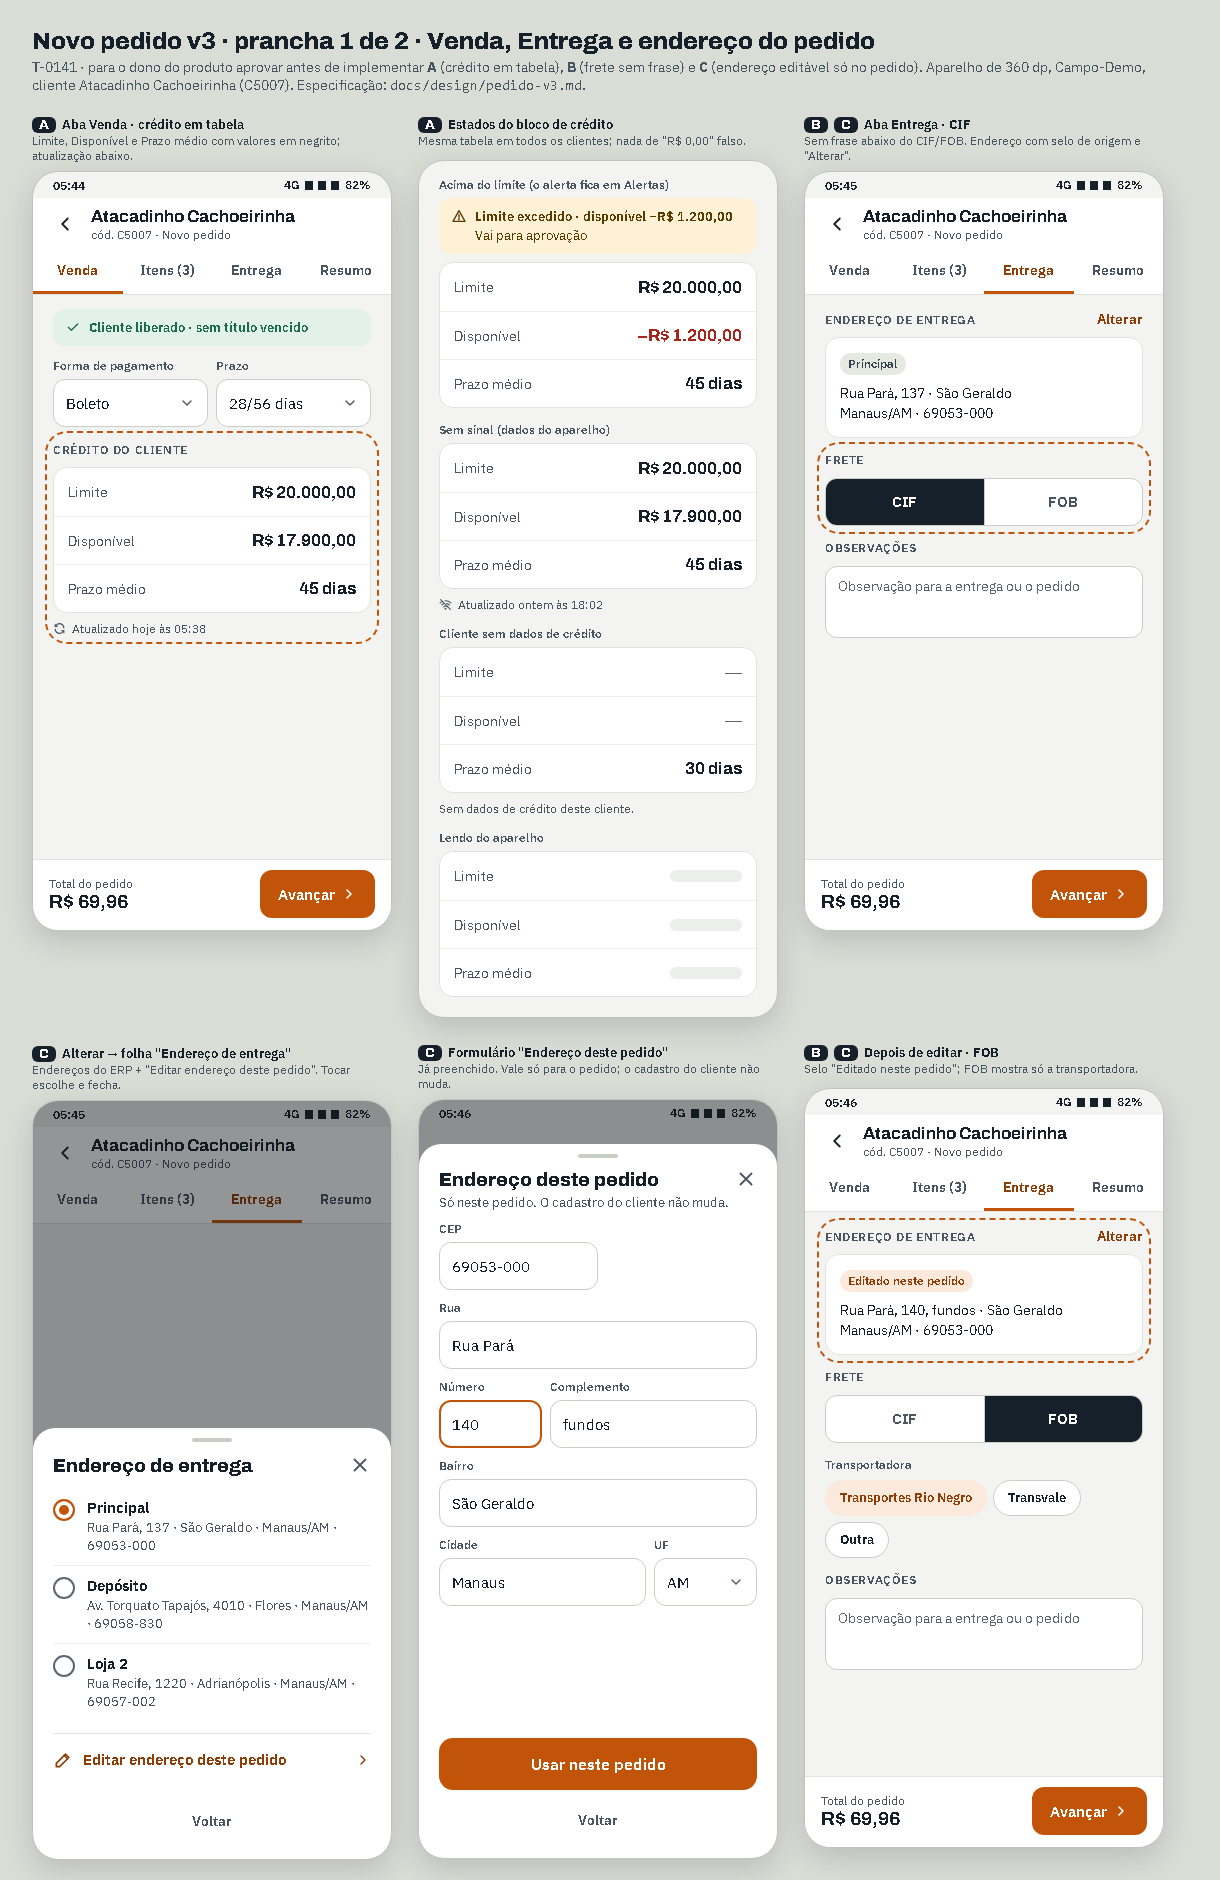 Novo pedido v3 · prancha 1 de 2 · Venda, Entrega e endereço do pedido
T-0141 · para o dono do produto aprovar antes de implementar A (crédito em tabela), B (frete sem frase) e C (endereço editável só no pedido). Aparelho de 360 dp, Campo-Demo,
cliente Atacadinho Cachoeirinha (C5007). Especificação: docs/design/pedido-v3.md.
A Aba Venda · crédito em tabela
Limite, Disponível e Prazo médio com valores em negrito;
atualização abaixo.
05:44 4G 82%
Atacadinho Cachoeirinha
cód. C5007 · Novo pedido
Venda Itens (3) Entrega Resumo
Cliente liberado · sem título vencido
Forma de pagamento Prazo
Boleto 28/56 dias
CRÉDITO DO CLIENTE
Limite R$ 20.000,00
Disponível R$ 17.900,00
Prazo médio 45 dias
Atualizado hoje às 05:38
Total do pedido
R$ 69,96
Avançar
A Estados do bloco de crédito
Mesma tabela em todos os clientes; nada de "R$ 0,00" falso.
Acima do limite (o alerta fica em Alertas)
Limite excedido · disponível −R$ 1.200,00
Vai para aprovação
Limite R$ 20.000,00
Disponível −R$ 1.200,00
Prazo médio 45 dias
Sem sinal (dados do aparelho)
Limite R$ 20.000,00
Disponível R$ 17.900,00
Prazo médio 45 dias
Atualizado ontem às 18:02
Cliente sem dados de crédito
Limite —
Disponível —
Prazo médio 30 dias
Sem dados de crédito deste cliente.
Lendo do aparelho
Limite
Disponível
Prazo médio
B C Aba Entrega · CIF
Sem frase abaixo do CIF/FOB. Endereço com selo de origem e
"Alterar".
05:45 4G 82%
Atacadinho Cachoeirinha
cód. C5007 · Novo pedido
Venda Itens (3) Entrega Resumo
ENDEREÇO DE ENTREGA Alterar
Principal
Rua Pará, 137 · São Geraldo
Manaus/AM · 69053-000
FRETE
CIF FOB
OBSERVAÇÕES
Observação para a entrega ou o pedido
Total do pedido
R$ 69,96
Avançar
C Alterar → folha "Endereço de entrega"
Endereços do ERP + "Editar endereço deste pedido". Tocar
escolhe e fecha.
05:45 4G 82%
Atacadinho Cachoeirinha
cód. C5007 · Novo pedido
Venda Itens (3) Entrega Resumo
Endereço de entrega
Principal
Rua Pará, 137 · São Geraldo · Manaus/AM ·
69053-000
Depósito
Av. Torquato Tapajós, 4010 · Flores · Manaus/AM
· 69058-830
Loja 2
Rua Recife, 1220 · Adrianópolis · Manaus/AM ·
69057-002
Editar endereço deste pedido
Voltar
C Formulário "Endereço deste pedido"
Já preenchido. Vale só para o pedido; o cadastro do cliente não
muda.
05:46 4G 82%
Endereço deste pedido
Só neste pedido. O cadastro do cliente não muda.
CEP
69053-000
Rua
Rua Pará
Número Complemento
140 fundos
Bairro
São Geraldo
Cidade UF
Manaus AM
Usar neste pedido
Voltar
B C Depois de editar · FOB
Selo "Editado neste pedido"; FOB mostra só a transportadora.
05:46 4G 82%
Atacadinho Cachoeirinha
cód. C5007 · Novo pedido
Venda Itens (3) Entrega Resumo
ENDEREÇO DE ENTREGA Alterar
Editado neste pedido
Rua Pará, 140, fundos · São Geraldo
Manaus/AM · 69053-000
FRETE
CIF FOB
Transportadora
Transportes Rio Negro Transvale
Outra
OBSERVAÇÕES
Observação para a entrega ou o pedido
Total do pedido
R$ 69,96
Avançar